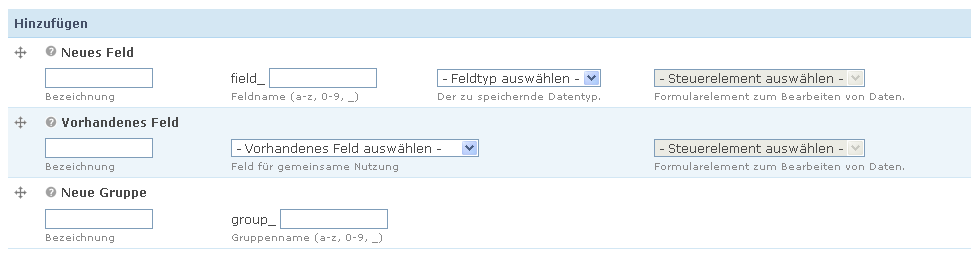 Hinzufügen
Neues Feld
field_ - Feldtyp auswählen - - Steuerelement auswählen -
Bezeichnung Feldname (a-z, 0-9, _) Der zu speichernde Datentyp. Formularelement zum Bearbeiten von Daten.
Vorhandenes Feld
- Vorhandenes Feld auswählen - - Steuerelement auswählen -
Bezeichnung Feld für gemeinsame Nutzung Formularelement zum Bearbeiten von Daten.
Neue Gruppe
group_
Bezeichnung Gruppenname (a-z, 0-9, _)